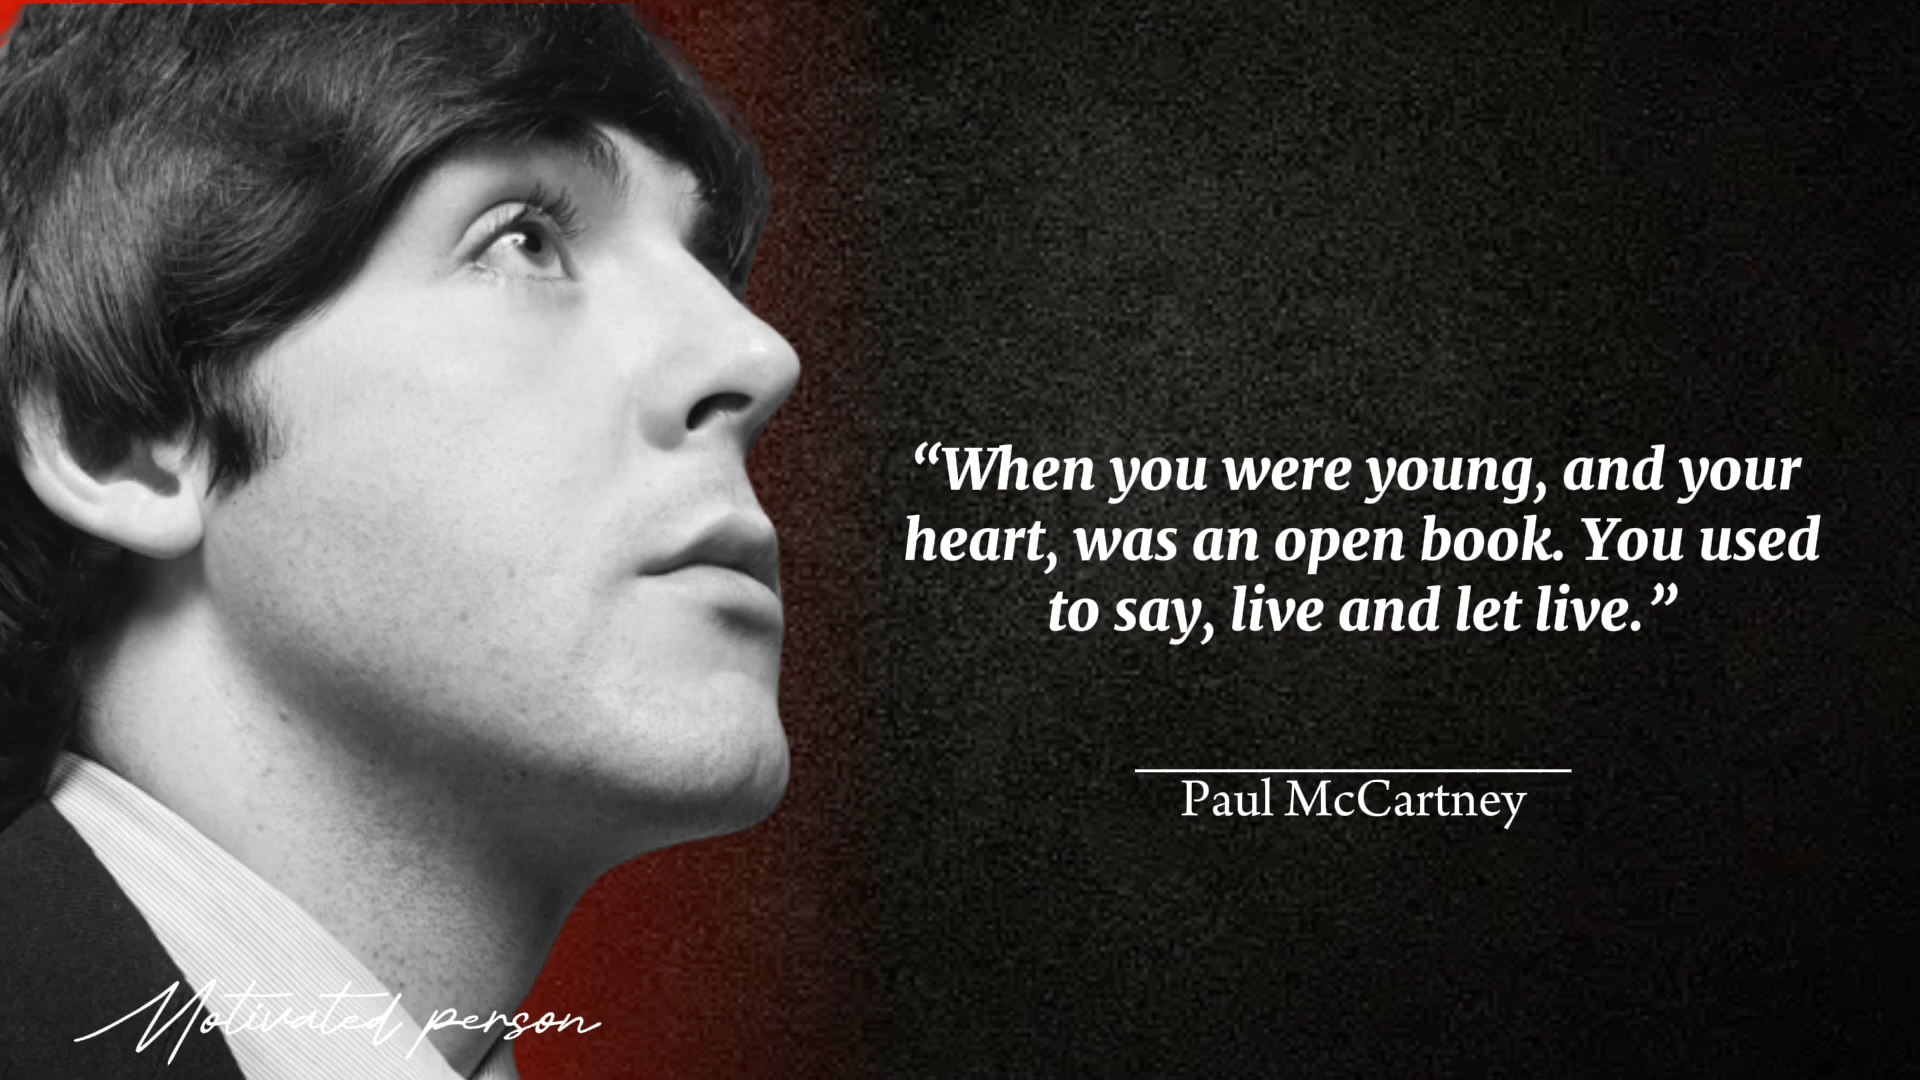 “When you were young, and your
heart, was an open book. You used
to say, live and let live.”
Paul McCartney
Motivated person